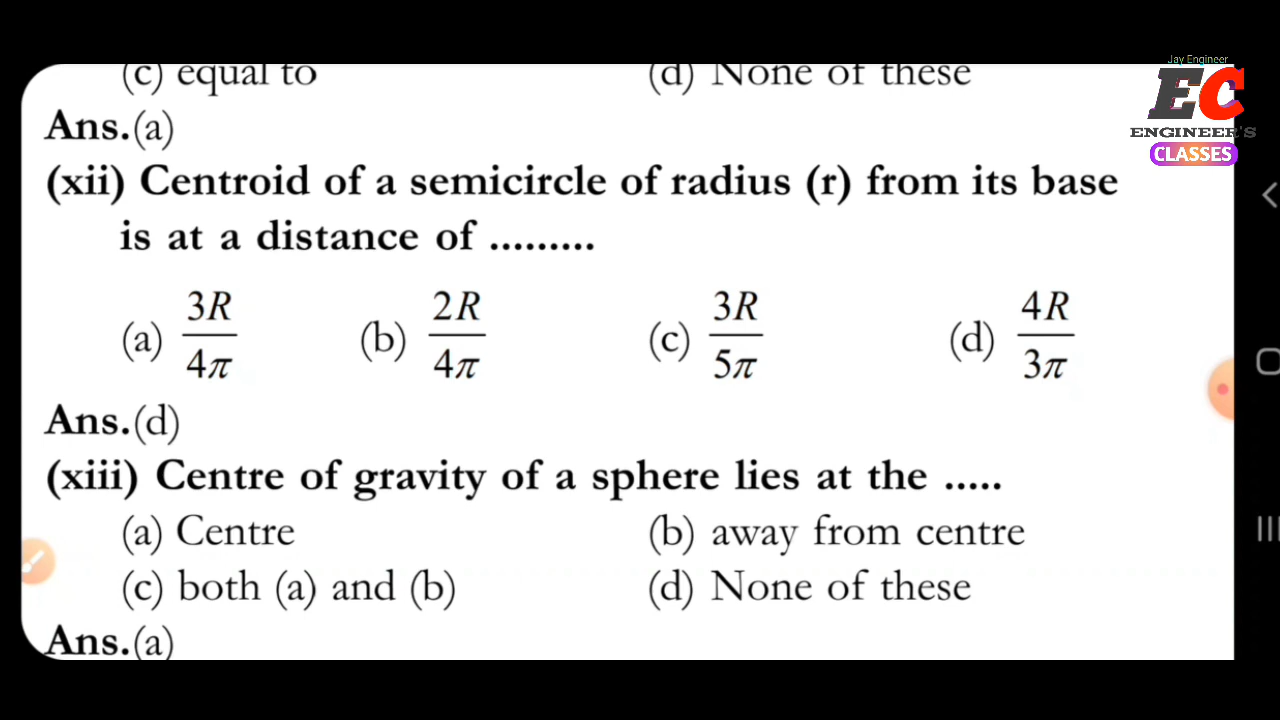 (c) equal to (d) None of these
Jay Engineer
EC
ENGINEER'S
CLASSES
Ans.(a)
(xii) Centroid of a semicircle of radius (r) from its base
is at a distance of .........
(a) 3R/4π (b) 2R/4π (c) 3R/5π (d) 4R/3π
Ans.(d)
(xiii) Centre of gravity of a sphere lies at the .....
(a) Centre (b) away from centre
(c) both (a) and (b) (d) None of these
Ans.(a)